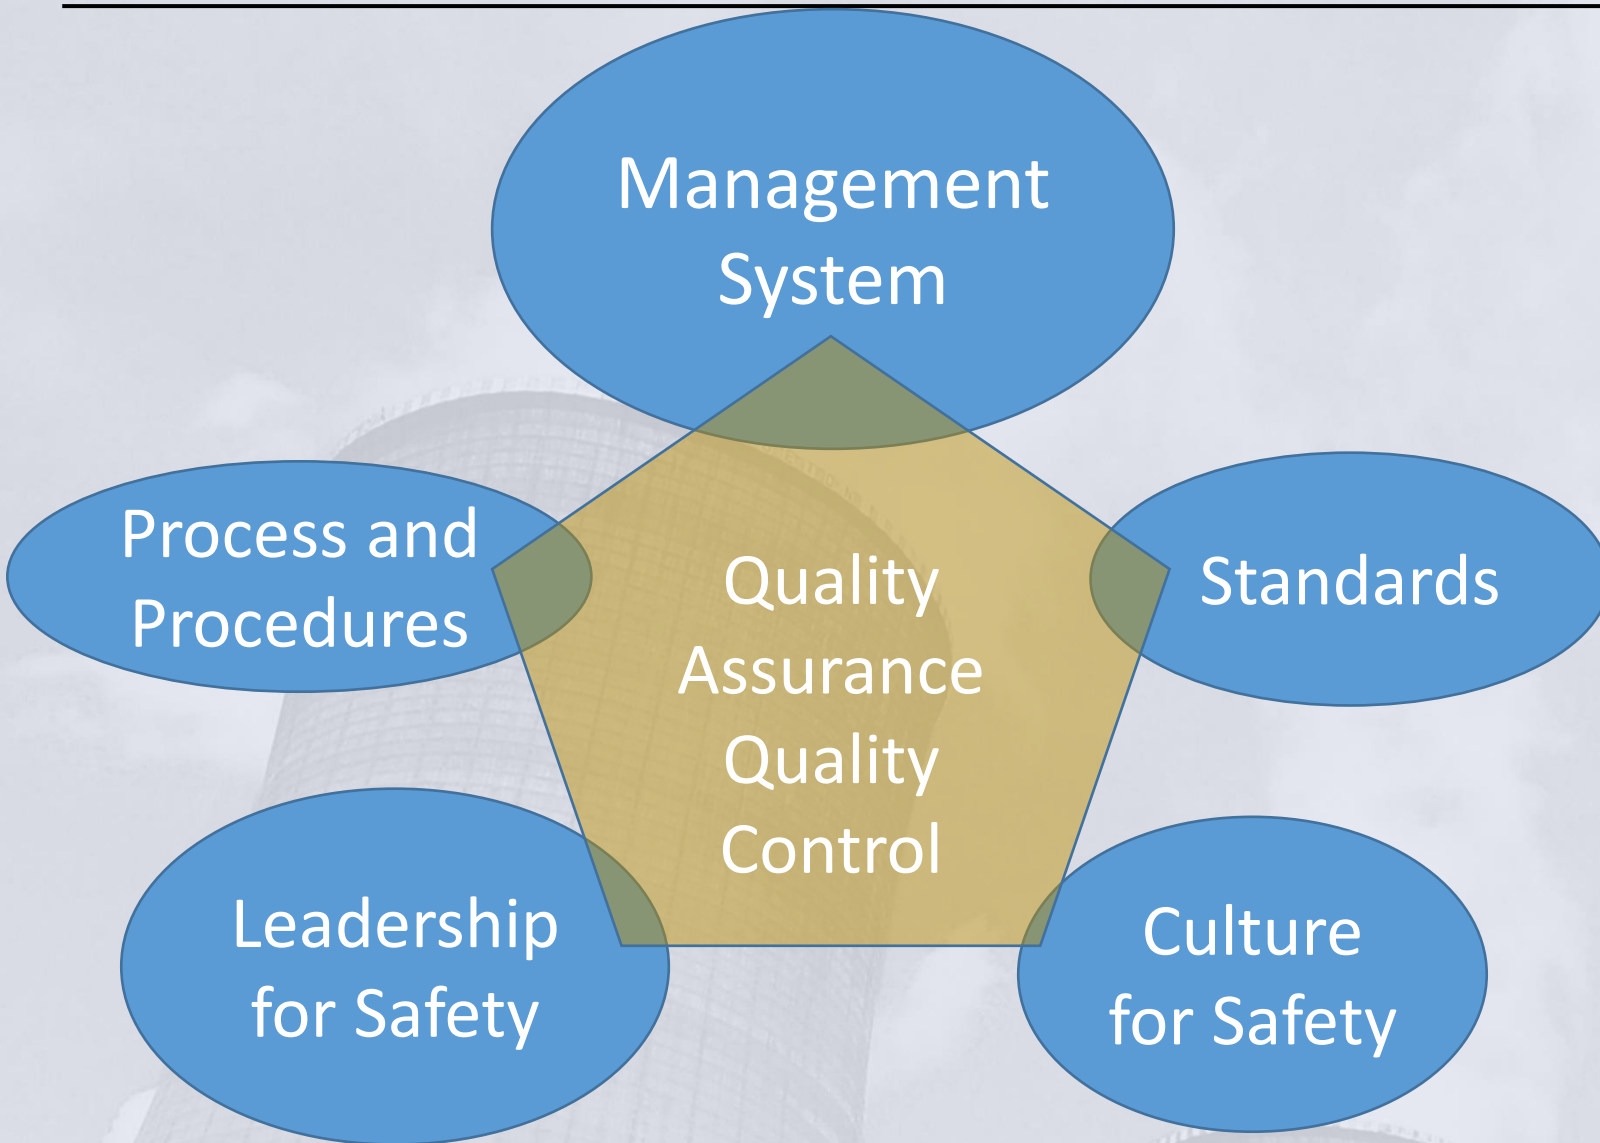 Management
System
Process and
Procedures
Standards
Quality
Assurance
Quality
Control
Leadership
for Safety
Culture
for Safety